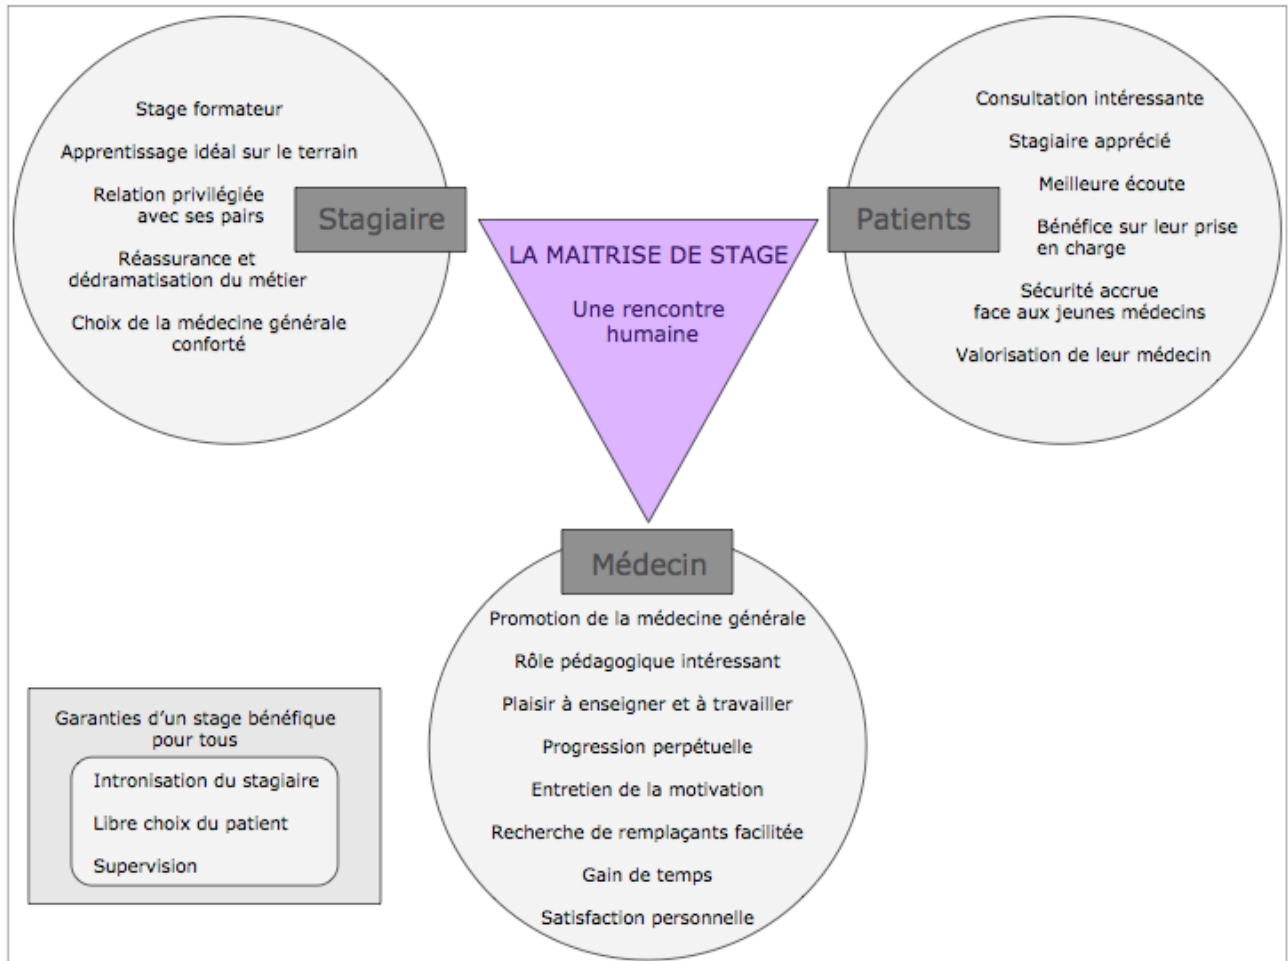 Stage formateur
Apprentissage idéal sur le terrain
Relation privilégiée
avec ses pairs
Réassurance et
dédramatisation du métier
Choix de la médecine générale
conforté
Stagiaire
LA MAITRISE DE STAGE
Une rencontre
humaine
Patients
Consultation intéressante
Stagiaire apprécié
Meilleure écoute
Bénéfice sur leur prise
en charge
Sécurité accrue
face aux jeunes médecins
Valorisation de leur médecin
Médecin
Promotion de la médecine générale
Rôle pédagogique intéressant
Plaisir à enseigner et à travailler
Progression perpétuelle
Entretien de la motivation
Recherche de remplaçants facilitée
Gain de temps
Satisfaction personnelle
Garanties d'un stage bénéfique
pour tous
Intronisation du stagiaire
Libre choix du patient
Supervision